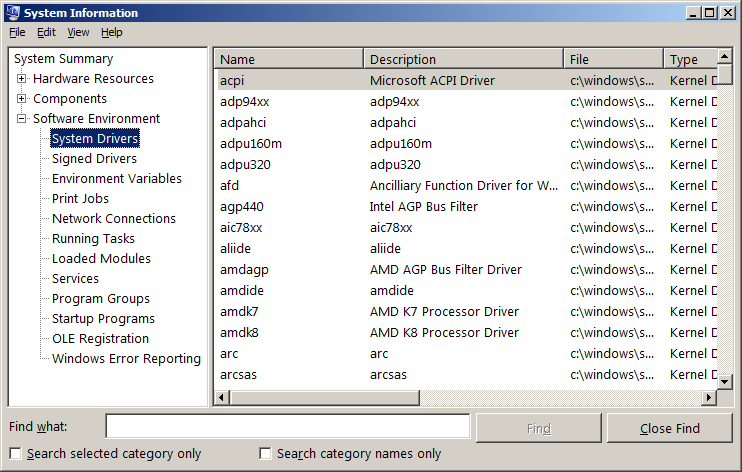 System Information
File Edit View Help
System Summary
Hardware Resources
Components
Software Environment
System Drivers
Signed Drivers
Environment Variables
Print Jobs
Network Connections
Running Tasks
Loaded Modules
Services
Program Groups
Startup Programs
OLE Registration
Windows Error Reporting
Name Description File Type
acpi Microsoft ACPI Driver c:\windows\s... Kernel D
adp94xx adp94xx c:\windows\s... Kernel D
adpahci adpahci c:\windows\s... Kernel D
adpu160m adpu160m c:\windows\s... Kernel D
adpu320 adpu320 c:\windows\s... Kernel D
afd Ancilliary Function Driver for W... c:\windows\s... Kernel D
agp440 Intel AGP Bus Filter c:\windows\s... Kernel D
aic78xx aic78xx c:\windows\s... Kernel D
aliide aliide c:\windows\s... Kernel D
amdagp AMD AGP Bus Filter Driver c:\windows\s... Kernel D
amdide amdide c:\windows\s... Kernel D
amdk7 AMD K7 Processor Driver c:\windows\s... Kernel D
amdk8 AMD K8 Processor Driver c:\windows\s... Kernel D
arc arc c:\windows\s... Kernel D
arcsas arcsas c:\windows\s... Kernel D
Find what: Find Close Find
Search selected category only Search category names only